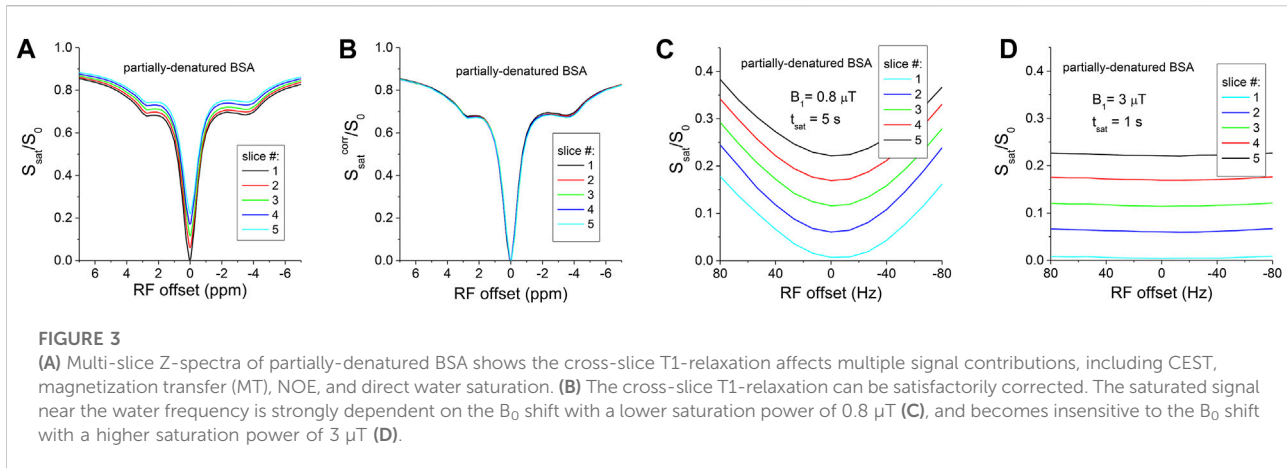 A
partially-denatured BSA
S_sat/S_0
1.0
0.8
0.6
0.4
0.2
0.0
slice #:
1
2
3
4
5
6 4 2 0 -2 -4 -6
RF offset (ppm)
B
partially-denatured BSA
S_sat^corr/S_0
1.0
0.8
0.6
0.4
0.2
0.0
slice #:
1
2
3
4
5
6 4 2 0 -2 -4 -6
RF offset (ppm)
C
partially-denatured BSA
B_1= 0.8 μT
t_sat = 5 s
S_sat/S_0
0.4
0.3
0.2
0.1
0.0
slice #:
1
2
3
4
5
80 40 0 -40 -80
RF offset (Hz)
D
partially-denatured BSA
B_1= 3 μT
t_sat = 1 s
S_sat/S_0
0.4
0.3
0.2
0.1
0.0
slice #:
1
2
3
4
5
80 40 0 -40 -80
RF offset (Hz)
FIGURE 3
(A) Multi-slice Z-spectra of partially-denatured BSA shows the cross-slice T1-relaxation affects multiple signal contributions, including CEST,
magnetization transfer (MT), NOE, and direct water saturation. (B) The cross-slice T1-relaxation can be satisfactorily corrected. The saturated signal
near the water frequency is strongly dependent on the B₀ shift with a lower saturation power of 0.8 μT (C), and becomes insensitive to the B₀ shift
with a higher saturation power of 3 μT (D).